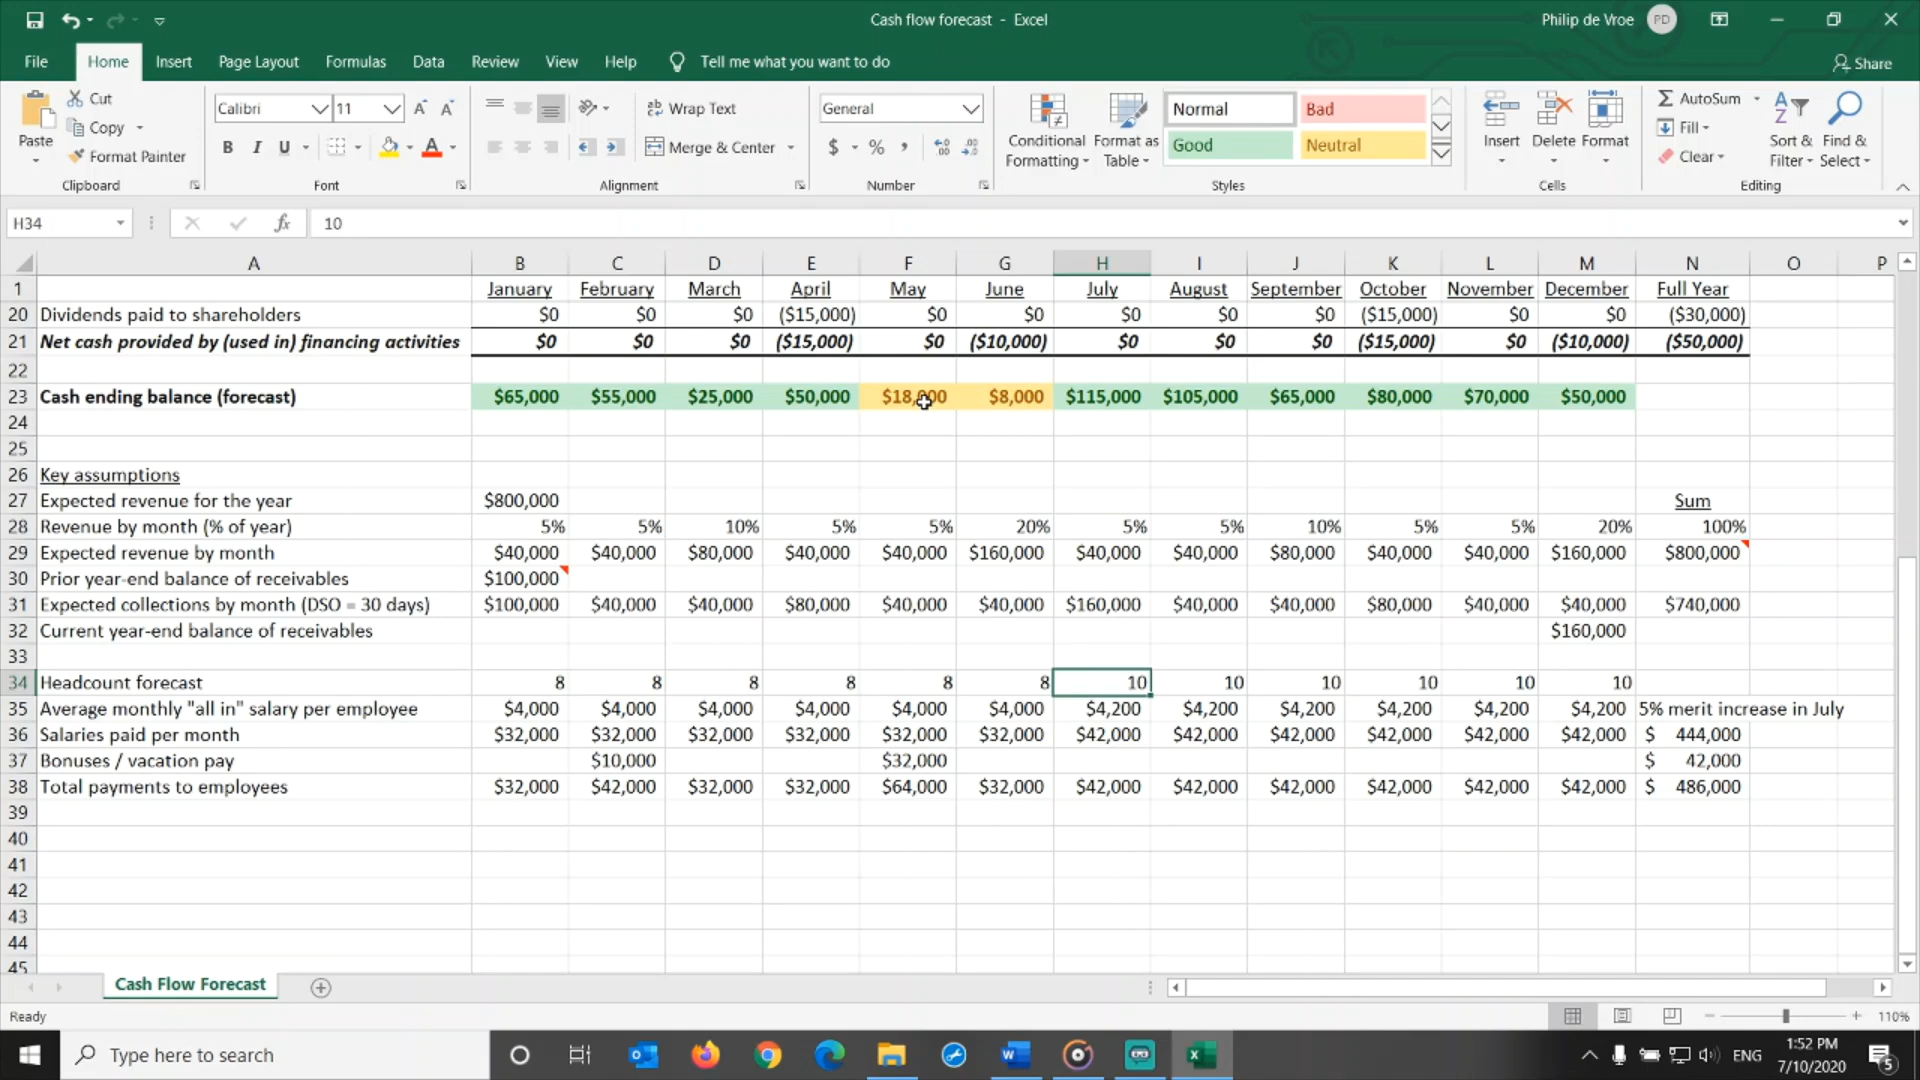 Cash flow forecast - Excel
Philip de Vroe PD
File Home Insert Page Layout Formulas Data Review View Help Tell me what you want to do Share
Paste Cut Copy Format Painter Clipboard
Calibri 11 A A B I U A Font
Wrap Text Merge & Center Alignment
General $ % , Number
Conditional Formatting Format as Table Normal Bad Good Neutral Styles
Insert Delete Format Cells
AutoSum Fill Clear Sort & Filter Find & Select Editing
H34 fx 10
A B C D E F G H I J K L M N O P
1 January February March April May June July August September October November December Full Year
20 Dividends paid to shareholders $0 $0 $0 ($15,000) $0 $0 $0 $0 $0 ($15,000) $0 $0 ($30,000)
21 Net cash provided by (used in) financing activities $0 $0 $0 ($15,000) $0 ($10,000) $0 $0 $0 ($15,000) $0 ($10,000) ($50,000)
22
23 Cash ending balance (forecast) $65,000 $55,000 $25,000 $50,000 $18,000 $8,000 $115,000 $105,000 $65,000 $80,000 $70,000 $50,000
24
25
26 Key assumptions
27 Expected revenue for the year $800,000 Sum
28 Revenue by month (% of year) 5% 5% 10% 5% 5% 20% 5% 5% 10% 5% 5% 20% 100%
29 Expected revenue by month $40,000 $40,000 $80,000 $40,000 $40,000 $160,000 $40,000 $40,000 $80,000 $40,000 $40,000 $160,000 $800,000
30 Prior year-end balance of receivables $100,000
31 Expected collections by month (DSO = 30 days) $100,000 $40,000 $40,000 $80,000 $40,000 $40,000 $160,000 $40,000 $40,000 $80,000 $40,000 $40,000 $740,000
32 Current year-end balance of receivables $160,000
33
34 Headcount forecast 8 8 8 8 8 8 10 10 10 10 10 10
35 Average monthly "all in" salary per employee $4,000 $4,000 $4,000 $4,000 $4,000 $4,000 $4,200 $4,200 $4,200 $4,200 $4,200 $4,200 5% merit increase in July
36 Salaries paid per month $32,000 $32,000 $32,000 $32,000 $32,000 $32,000 $42,000 $42,000 $42,000 $42,000 $42,000 $42,000 $ 444,000
37 Bonuses / vacation pay $10,000 $32,000 $ 42,000
38 Total payments to employees $32,000 $42,000 $32,000 $32,000 $64,000 $32,000 $42,000 $42,000 $42,000 $42,000 $42,000 $42,000 $ 486,000
39
40
41
42
43
44
45
Cash Flow Forecast
Ready 110%
Type here to search ENG 1:52 PM
7/10/2020 5